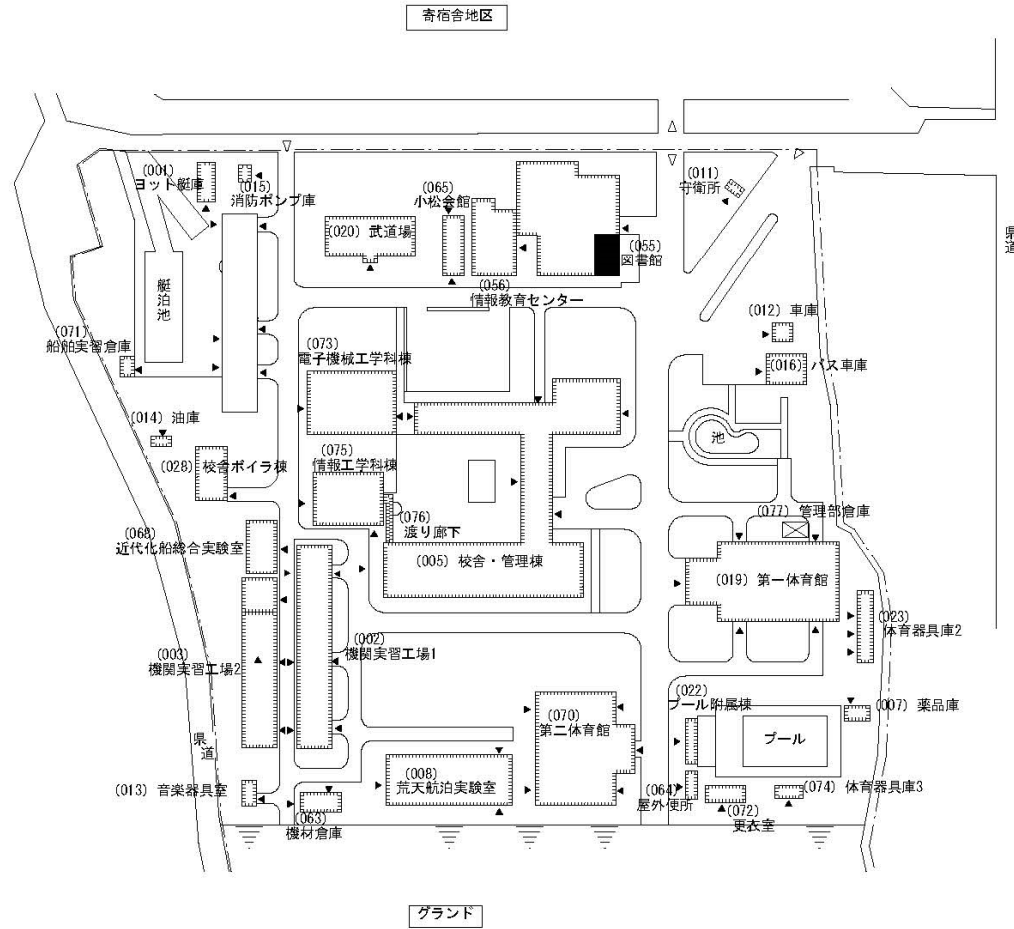 寄宿舎地区
(001)
ヨット艇庫
(015)
消防ポンプ庫
(065)
小松会館
(011)
守衛所
(020) 武道場
(055)
図書館
県道
艇泊池
(056)
情報教育センター
(012) 車庫
(071)
船舶実習倉庫
(073)
電子機械工学科棟
(016) バス車庫
(014) 油庫
池
(028) 校舎ボイラ棟
(075)
情報工学科棟
(076)
渡り廊下
(077) 管理部倉庫
(068)
近代化船総合実験室
(005) 校舎・管理棟
(019) 第一体育館
(023)
体育器具庫2
(002)
機関実習工場1
(003)
機関実習工場2
(022)
プール附属棟
(070)
第二体育館
(007) 薬品庫
県道
プール
(013) 音楽器具室
(008)
荒天航泊実験室
(064)
屋外便所
(074) 体育器具庫3
(072)
更衣室
(063)
機材倉庫
グランド